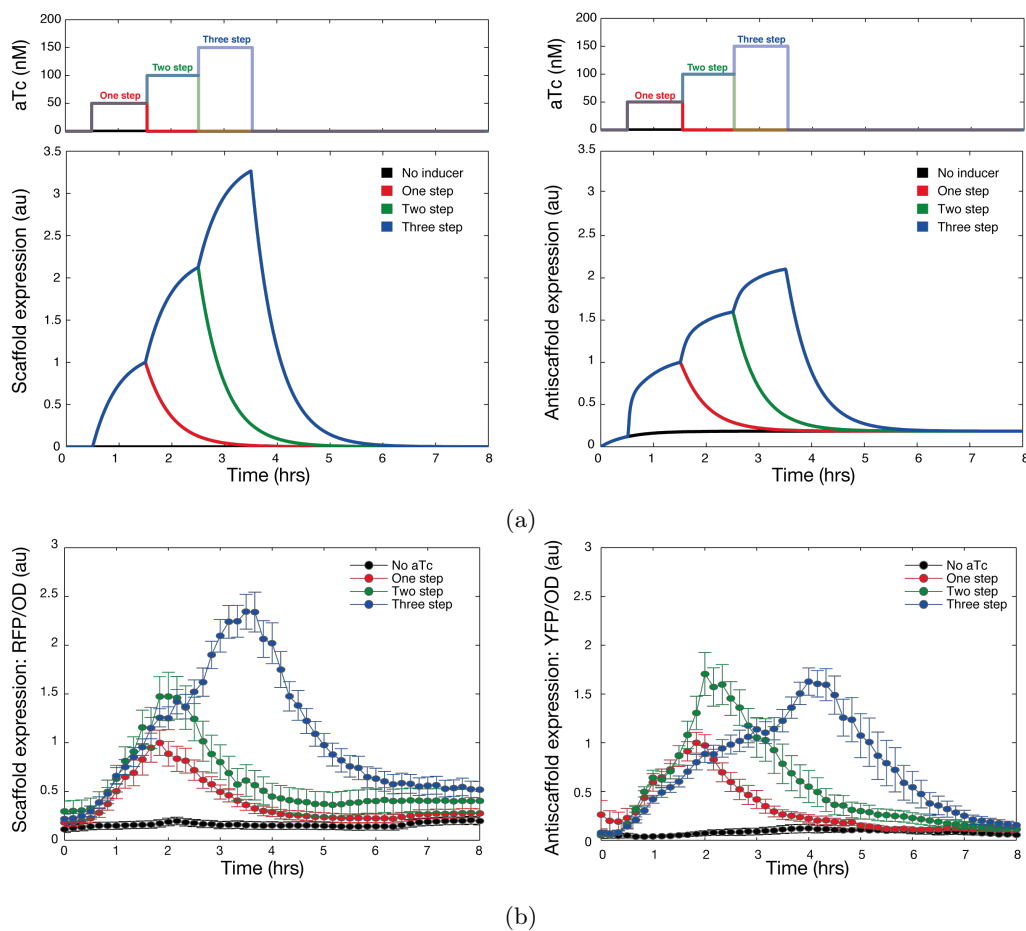 200
150
100
50
0
aTc (nM)
One step
Two step
Three step
3.5
3
2.5
2
1.5
1
0.5
0
Scaffold expression (au)
No inducer
One step
Two step
Three step
0 1 2 3 4 5 6 7 8
Time (hrs)
200
150
100
50
0
aTc (nM)
One step
Two step
Three step
3.5
3
2.5
2
1.5
1
0.5
0
Antiscaffold expression (au)
No inducer
One step
Two step
Three step
0 1 2 3 4 5 6 7 8
Time (hrs)
(a)
3
2.5
2
1.5
1
0.5
0
Scaffold expression: RFP/OD (au)
No aTc
One step
Two step
Three step
0 1 2 3 4 5 6 7 8
Time (hrs)
3
2.5
2
1.5
1
0.5
0
Antiscaffold expression: YFP/OD (au)
No aTc
One step
Two step
Three step
0 1 2 3 4 5 6 7 8
Time (hrs)
(b)